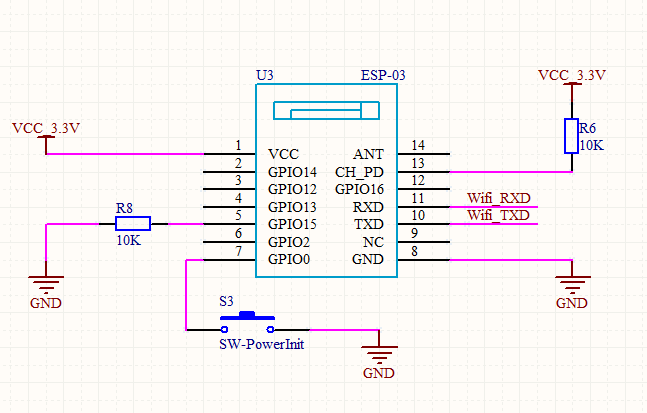 U3 ESP-03 VCC_3.3V
VCC_3.3V
R6
10K
1 VCC ANT 14
2 GPIO14 CH_PD 13
3 GPIO12 GPIO16 12
4 GPIO13 RXD 11 Wifi_RXD
5 GPIO15 TXD 10 Wifi_TXD
6 GPIO2 NC 9
7 GPIO0 GND 8
R8
10K
GND
GND
S3
SW-PowerInit
GND